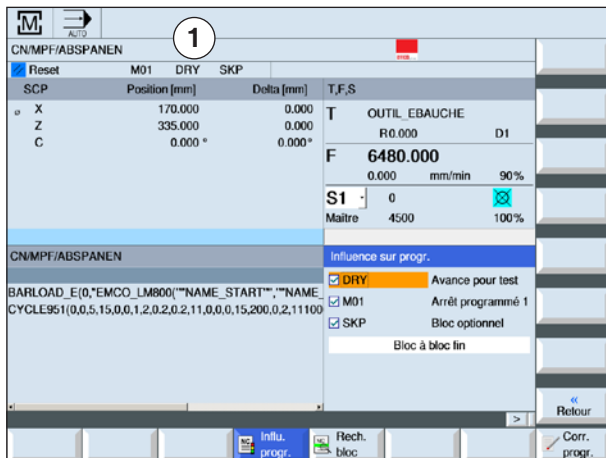 M
AUTO
1
CN/MPF/ABSPANEN
Reset M01 DRY SKP
SCP Position [mm] Delta [mm] T,F,S
X 170.000 0.000
Z 335.000 0.000
C 0.000 ° 0.000°
T OUTIL_EBAUCHE
R0.000 D1
F 6480.000
0.000 mm/min 90%
S1 0
Maître 4500 100%
CN/MPF/ABSPANEN
BARLOAD_E(0,"EMCO_LM800(""NAME_START"",""NAME_
CYCLE951(0,0,5,15,0,0,1,2,0.2,0.2,11,0,0,0,15,200,0,2,11100
Influence sur progr.
DRY Avance pour test
M01 Arrêt programmé 1
SKP Bloc optionnel
Bloc à bloc fin
>
«
Retour
NC Influ. progr.
NC Rech. bloc
Corr. progr.